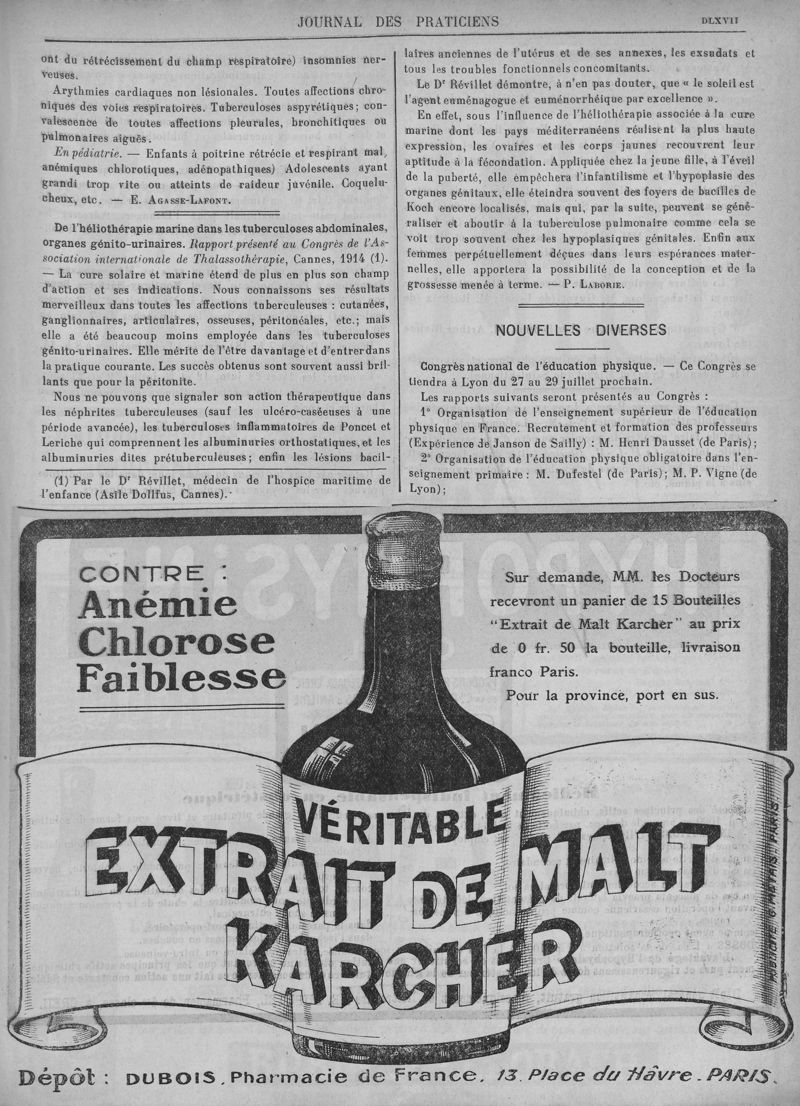 JOURNAL DES PRATICIENS
DLXVII
ont du rétrécissement du champ respiratoire) insomnies ner-
veuses.
Arythmies cardiaques non lésionales. Toutes affections chro-
niques des voies respiratoires. Tuberculoses aspyrétiques; con-
valescence de toutes affections pleurales, bronchitiques ou
pulmonaires aiguës.
En pédiatrie. — Enfants à poitrine rétrécie et respirant mal,
anémiques chlorotiques, adénopathiques) Adolescents ayant
grandi trop vite ou atteints de raideur juvénile. Coquelu-
cheux, etc. — E. AGASSE-LAFONT.
De l'héliothérapie marine dans les tuberculoses abdominales,
organes génito-urinaires. Rapport présenté au Congrès de l'As-
sociation internationale de Thalassothérapie, Cannes, 1914 (1).
— La cure solaire et marine étend de plus en plus son champ
d'action et ses indications. Nous connaissons ses résultats
merveilleux dans toutes les affections tuberculeuses : cutanées,
ganglionnaires, articulaires, osseuses, péritonéales, etc.; mais
elle a été beaucoup moins employée dans les tuberculoses
génito-urinaires. Elle mérite de l'être davantage et d'entrer dans
la pratique courante. Les succès obtenus sont souvent aussi bril-
lants que pour la péritonite.
Nous ne pouvons que signaler son action thérapeutique dans
les néphrites tuberculeuses (sauf les ulcéro-caséeuses à une
période avancée), les tuberculoses inflammatoires de Poncet et
Leriche qui comprennent les albuminuries orthostatiques, et les
albuminuries dites prétuberculeuses; enfin les lésions bacil-
(1) Par le Dr Révillet, médecin de l'hospice maritime de
l'enfance (Asile Dollfus, Cannes).
laires anciennes de l'utérus et de ses annexes, les exsudats et
tous les troubles fonctionnels concomitants.
Le Dr Révillet démontre, à n'en pas douter, que « le soleil est
l'agent euménagogue et euménorrhéique par excellence ».
En effet, sous l'influence de l'héliothérapie associée à la cure
marine dont les pays méditerranéens réalisent la plus haute
expression, les ovaires et les corps jaunes recouvrent leur
aptitude à la fécondation. Appliquée chez la jeune fille, à l'éveil
de la puberté, elle empêchera l'infantilisme et l'hypoplasie des
organes génitaux, elle éteindra souvent des foyers de bacilles de
Koch encore localisés, mais qui, par la suite, peuvent se géné-
raliser et aboutir à la tuberculose pulmonaire comme cela se
voit trop souvent chez les hypoplasiques génitales. Enfin aux
femmes perpétuellement déçues dans leurs espérances mater-
nelles, elle apportera la possibilité de la conception et de la
grossesse menée à terme. — P. LABORIE.
NOUVELLES DIVERSES
Congrès national de l'éducation physique. — Ce Congrès se
tiendra à Lyon du 27 au 29 juillet prochain.
Les rapports suivants seront présentés au Congrès :
1° Organisation de l'enseignement supérieur de l'éducation
physique en France. Recrutement et formation des professeurs
(Expérience de Janson de Sailly) : M. Henri Dausset (de Paris);
2° Organisation de l'éducation physique obligatoire dans l'en-
seignement primaire : M. Dufestel (de Paris); M. P. Vigne (de
Lyon);
CONTRE :
Anémie
Chlorose
Faiblesse
Sur demande, MM. les Docteurs
recevront un panier de 15 Bouteilles
"Extrait de Malt Karcher" au prix
de 0 fr. 50 la bouteille, livraison
franco Paris.
Pour la province, port en sus.
VÉRITABLE
EXTRAIT DE MALT
KARCHER
PUBLICITÉ G. METAIS. PARIS
Dépôt : DUBOIS, Pharmacie de France, 13, Place du Hâvre - PARIS.